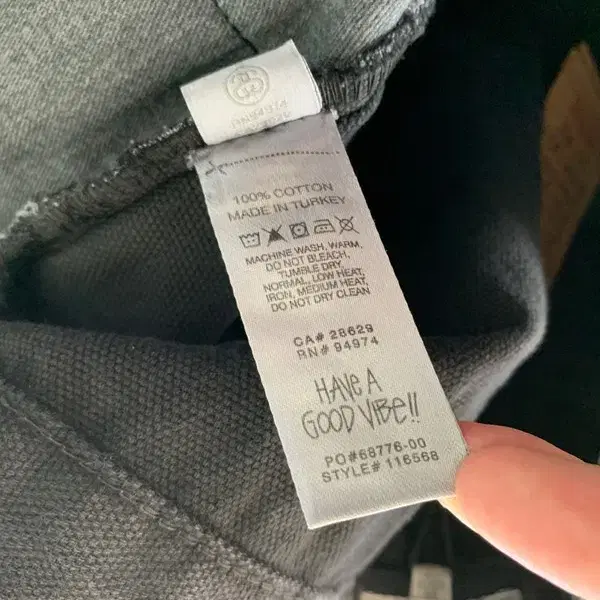 100% COTTON
MADE IN TURKEY
MACHINE WASH, WARM,
DO NOT BLEACH,
TUMBLE DRY,
NORMAL, LOW HEAT,
IRON, MEDIUM HEAT,
DO NOT DRY CLEAN
CA# 28629
RN# 94974
HAVE A
GOOD VIBE!!
PO#68776-00
STYLE# 116568